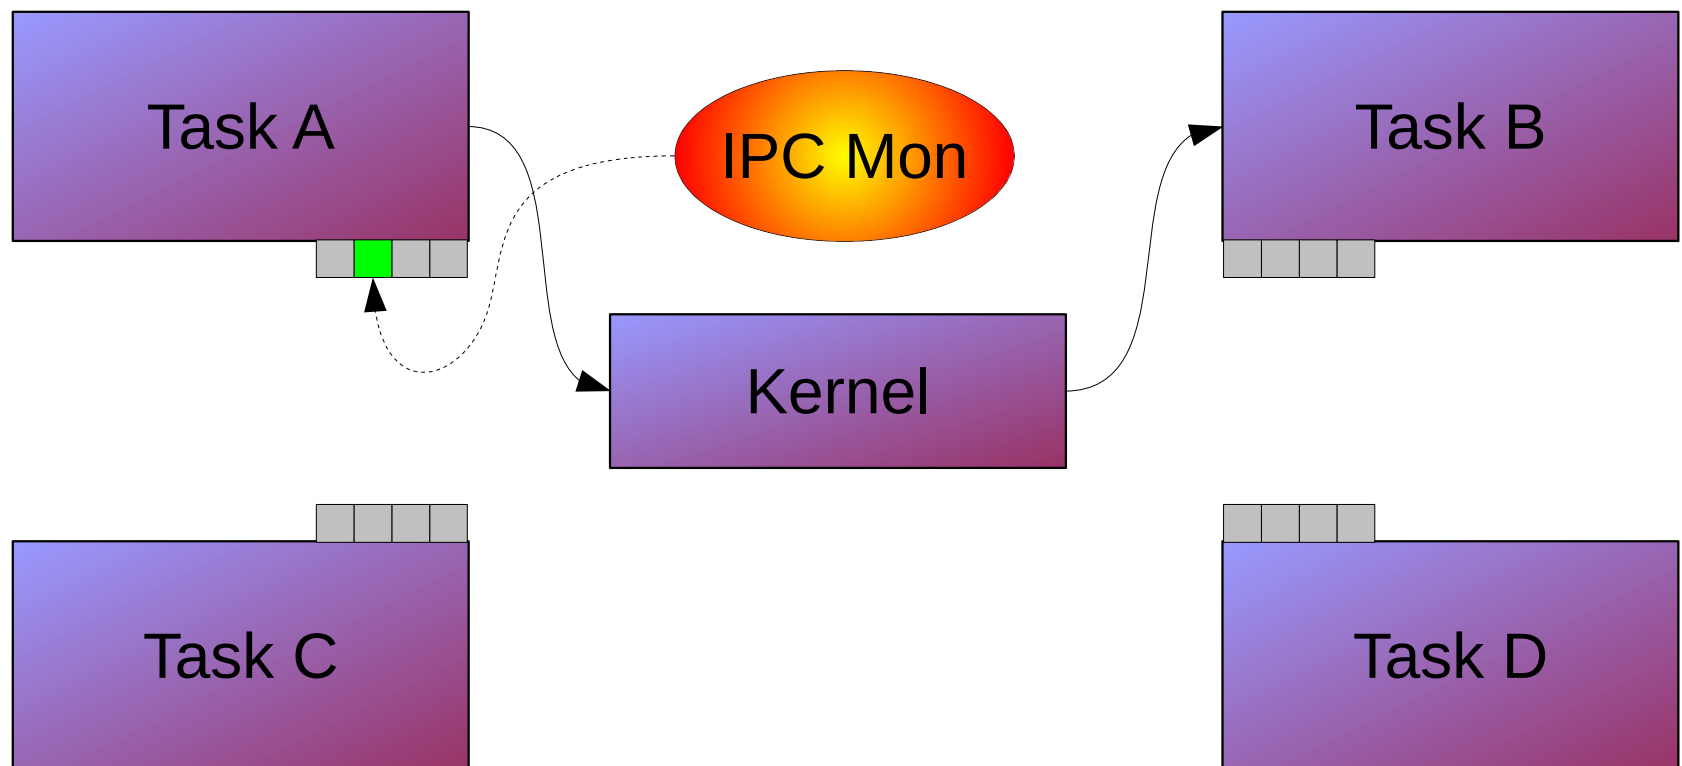 Task A
IPC Mon
Task B
Kernel
Task C
Task D